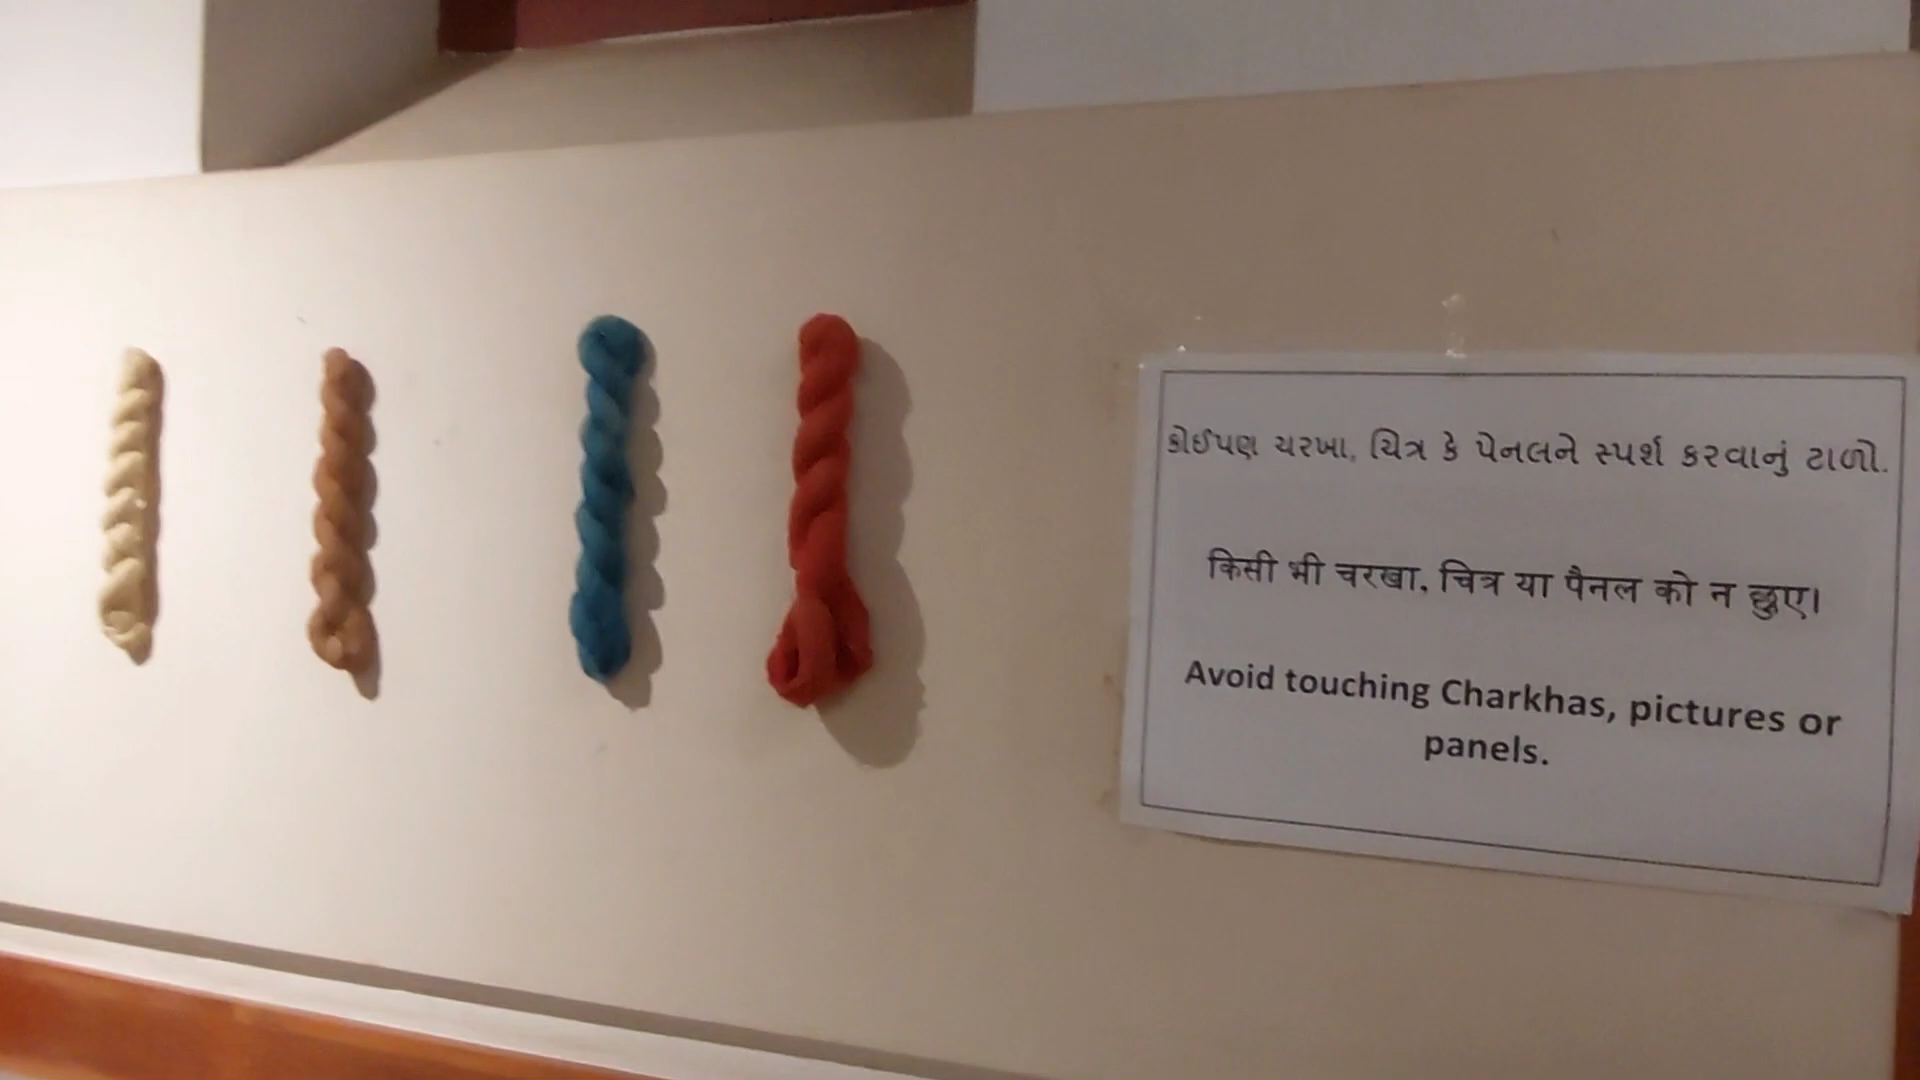 કોઈપણ ચરખા, ચિત્ર કે પેનલને સ્પર્શ કરવાનું ટાળો.
किसी भी चरखा, चित्र या पैनल को न छुए।
Avoid touching Charkhas, pictures or
panels.